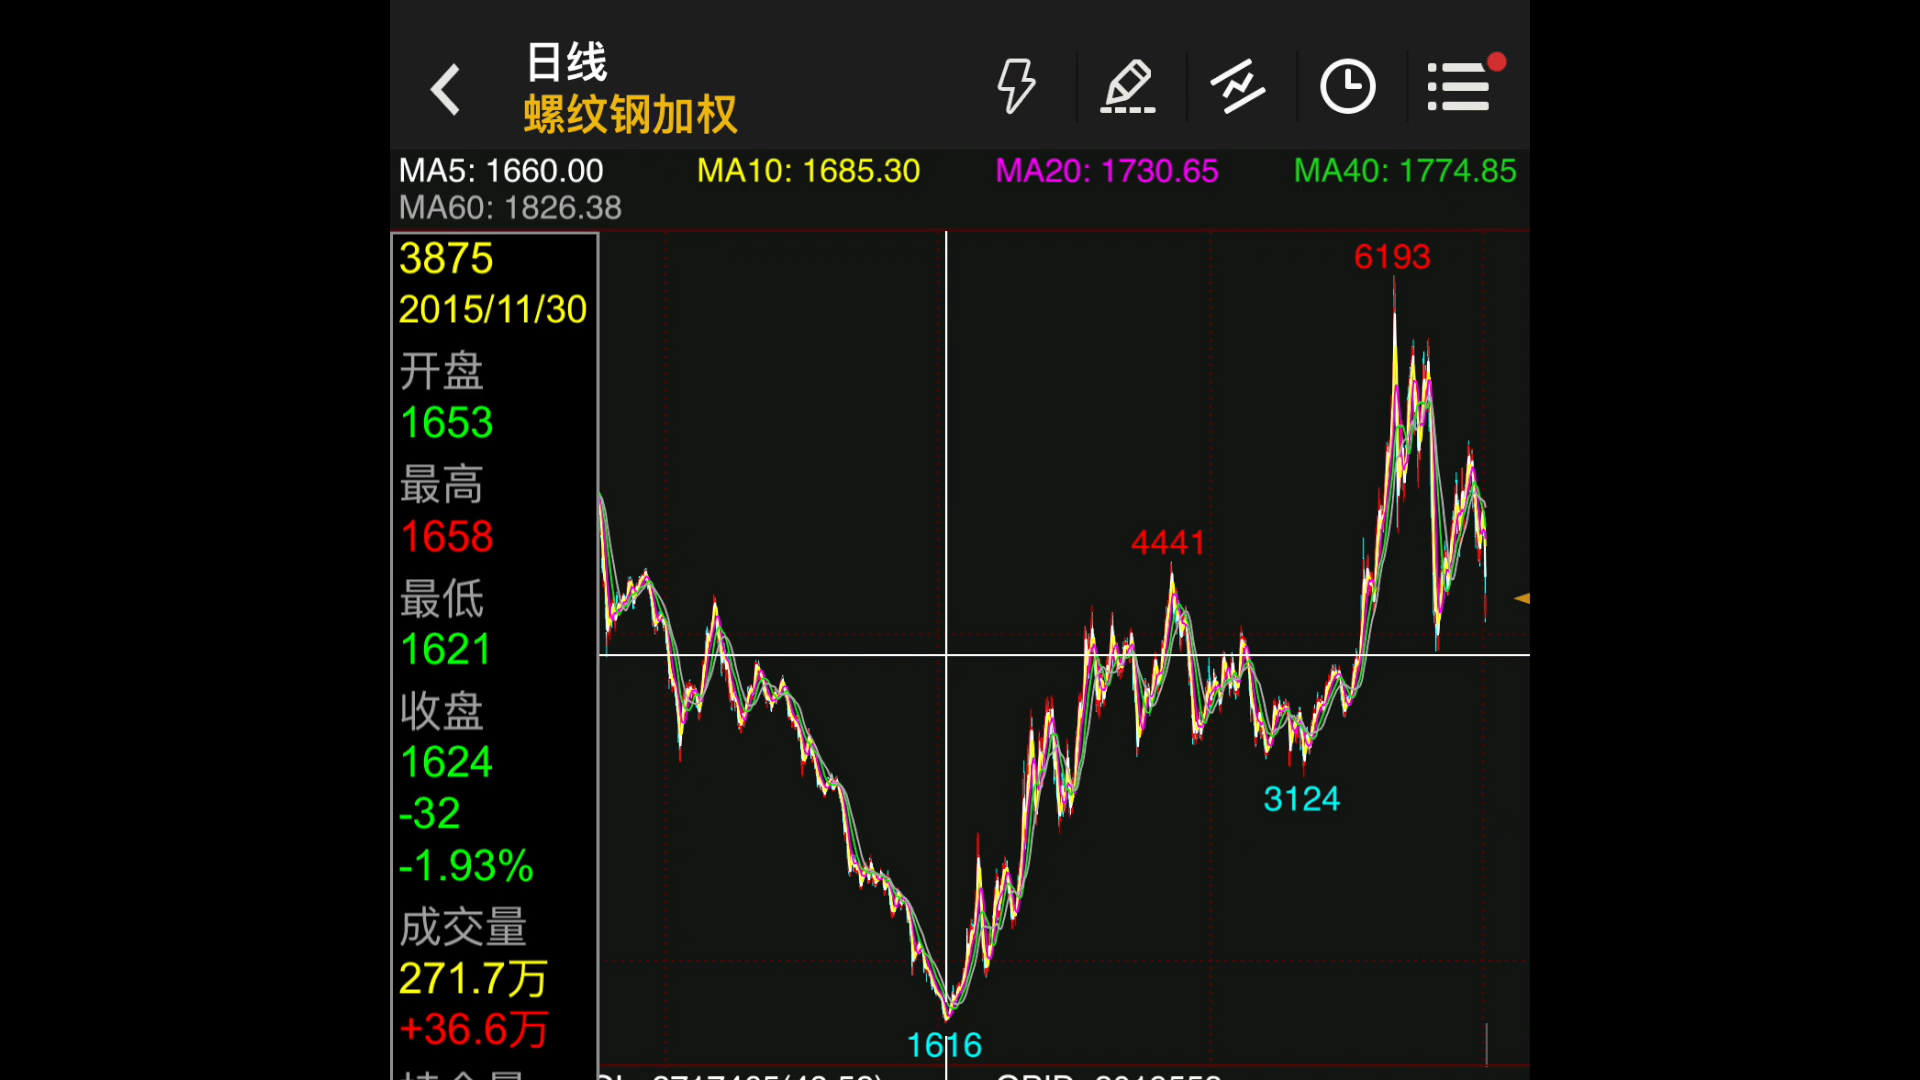 日线
螺纹钢加权
MA5: 1660.00 MA10: 1685.30 MA20: 1730.65 MA40: 1774.85
MA60: 1826.38
3875
2015/11/30
开盘
1653
最高
1658
最低
1621
收盘
1624
-32
-1.93%
成交量
271.7万
+36.6万
6193
4441
3124
1616